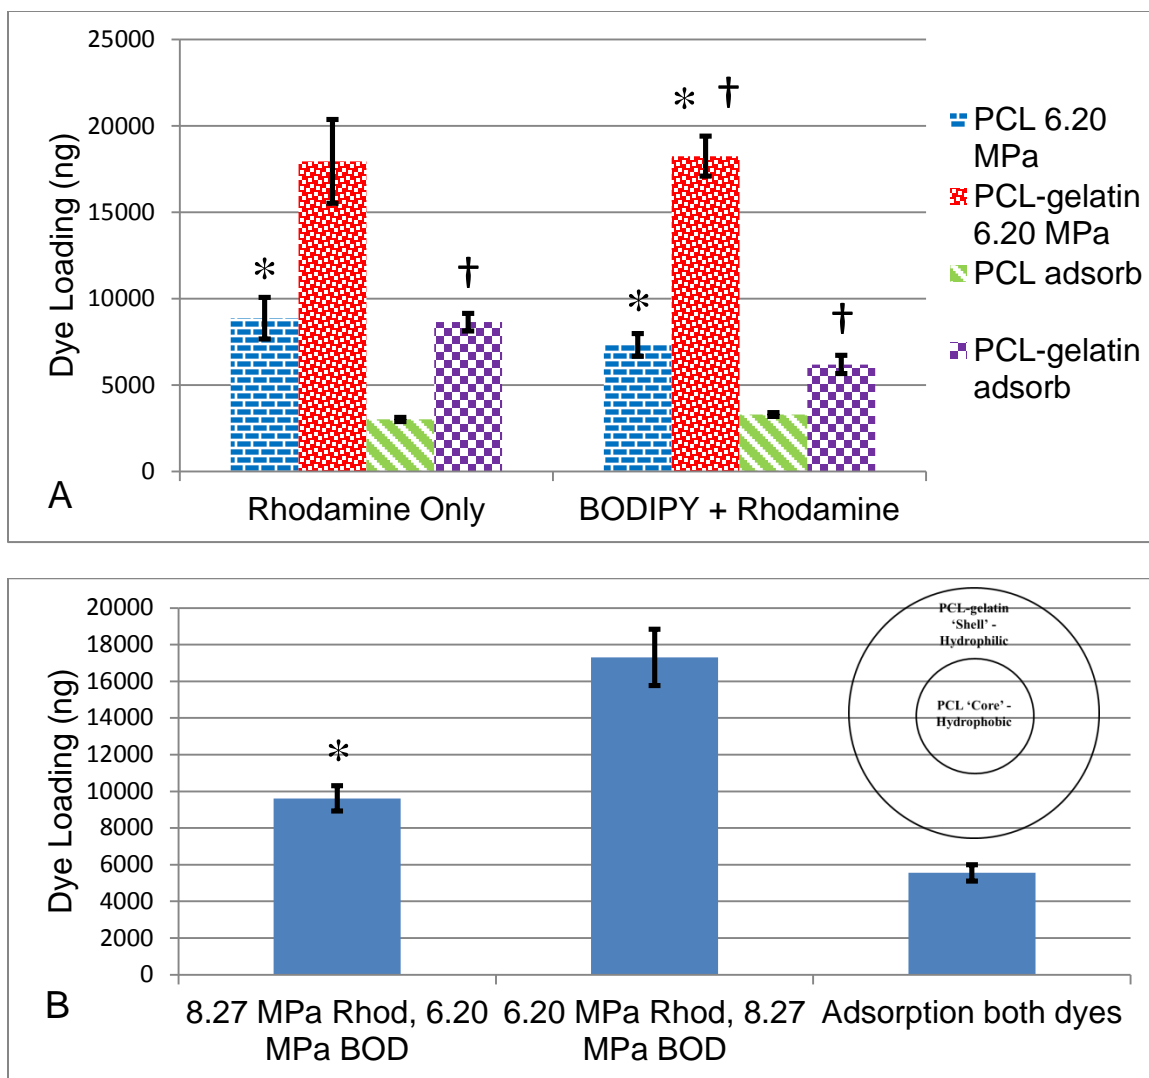 25000
20000
15000
10000
5000
0
Dye Loading (ng)
*
†
*
* †
†
Rhodamine Only
BODIPY + Rhodamine
PCL 6.20
MPa
PCL-gelatin
6.20 MPa
PCL adsorb
PCL-gelatin
adsorb
A
20000
18000
16000
14000
12000
10000
8000
6000
4000
2000
0
Dye Loading (ng)
*
PCL-gelatin
‘Shell’ -
Hydrophilic
PCL ‘Core’ -
Hydrophobic
8.27 MPa Rhod, 6.20
MPa BOD
6.20 MPa Rhod, 8.27
MPa BOD
Adsorption both dyes
B